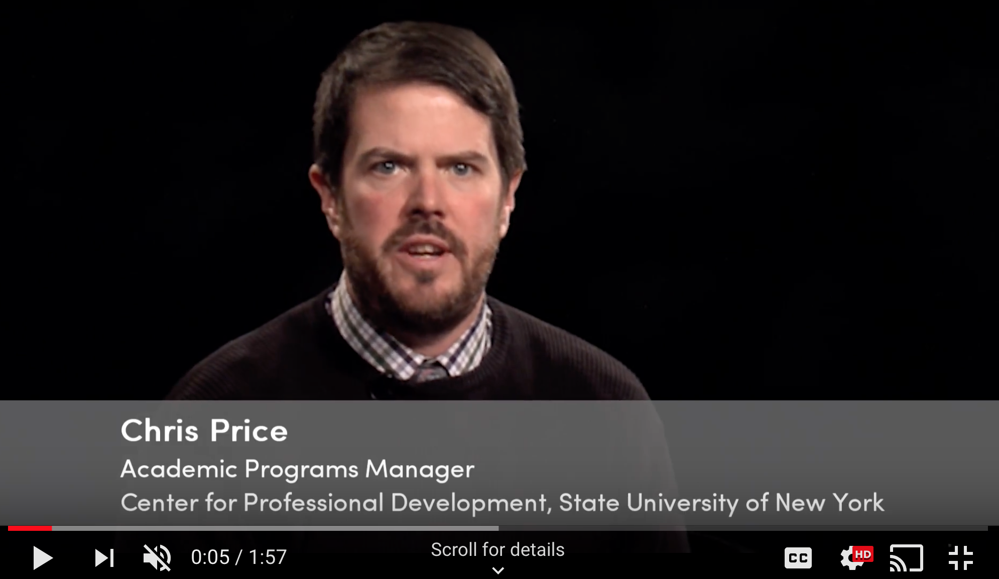 Chris Price
Academic Programs Manager
Center for Professional Development, State University of New York
0:05 / 1:57
Scroll for details
CC
HD